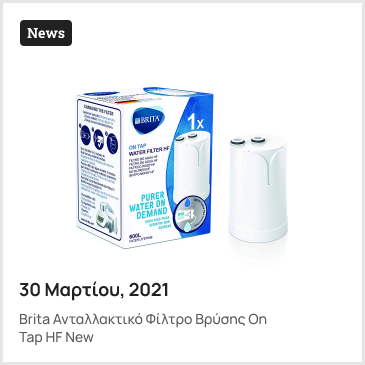 News
BRITA
1x
ON TAP
WATER FILTER HF
PURER
WATER ON
DEMAND
600L
30 Μαρτίου, 2021
Brita Ανταλλακτικό Φίλτρο Βρύσης On
Tap HF New